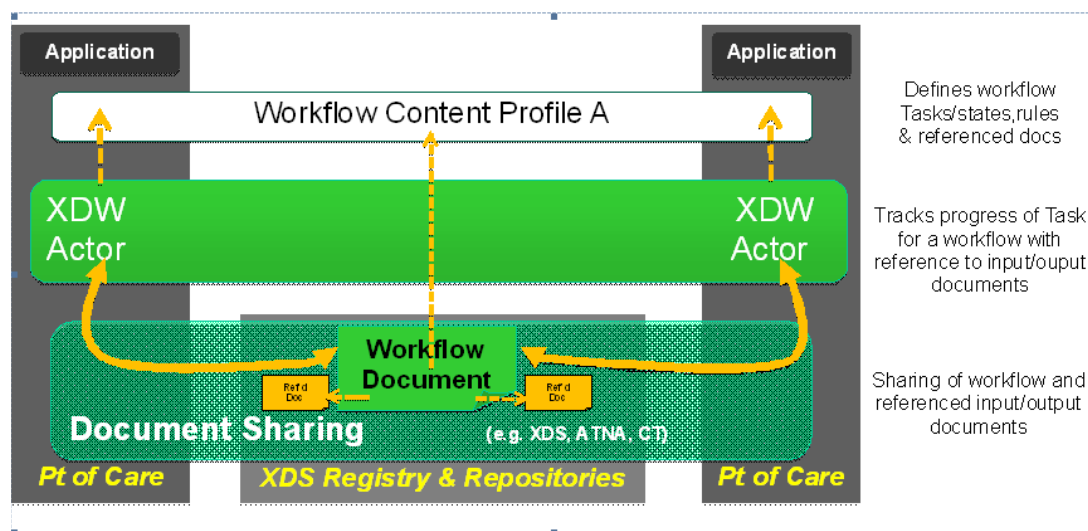 Application
Application
Workflow Content Profile A
Defines workflow
Tasks/states,rules
& referenced docs
XDW
Actor
XDW
Actor
Tracks progress of Task
for a workflow with
reference to input/ouput
documents
Workflow
Document
Ref d
Doc
Ref d
Doc
Document Sharing
(e.g. XDS, ATNA, CT)
Sharing of workflow and
referenced input/output
documents
Pt of Care
XDS Registry & Repositories
Pt of Care